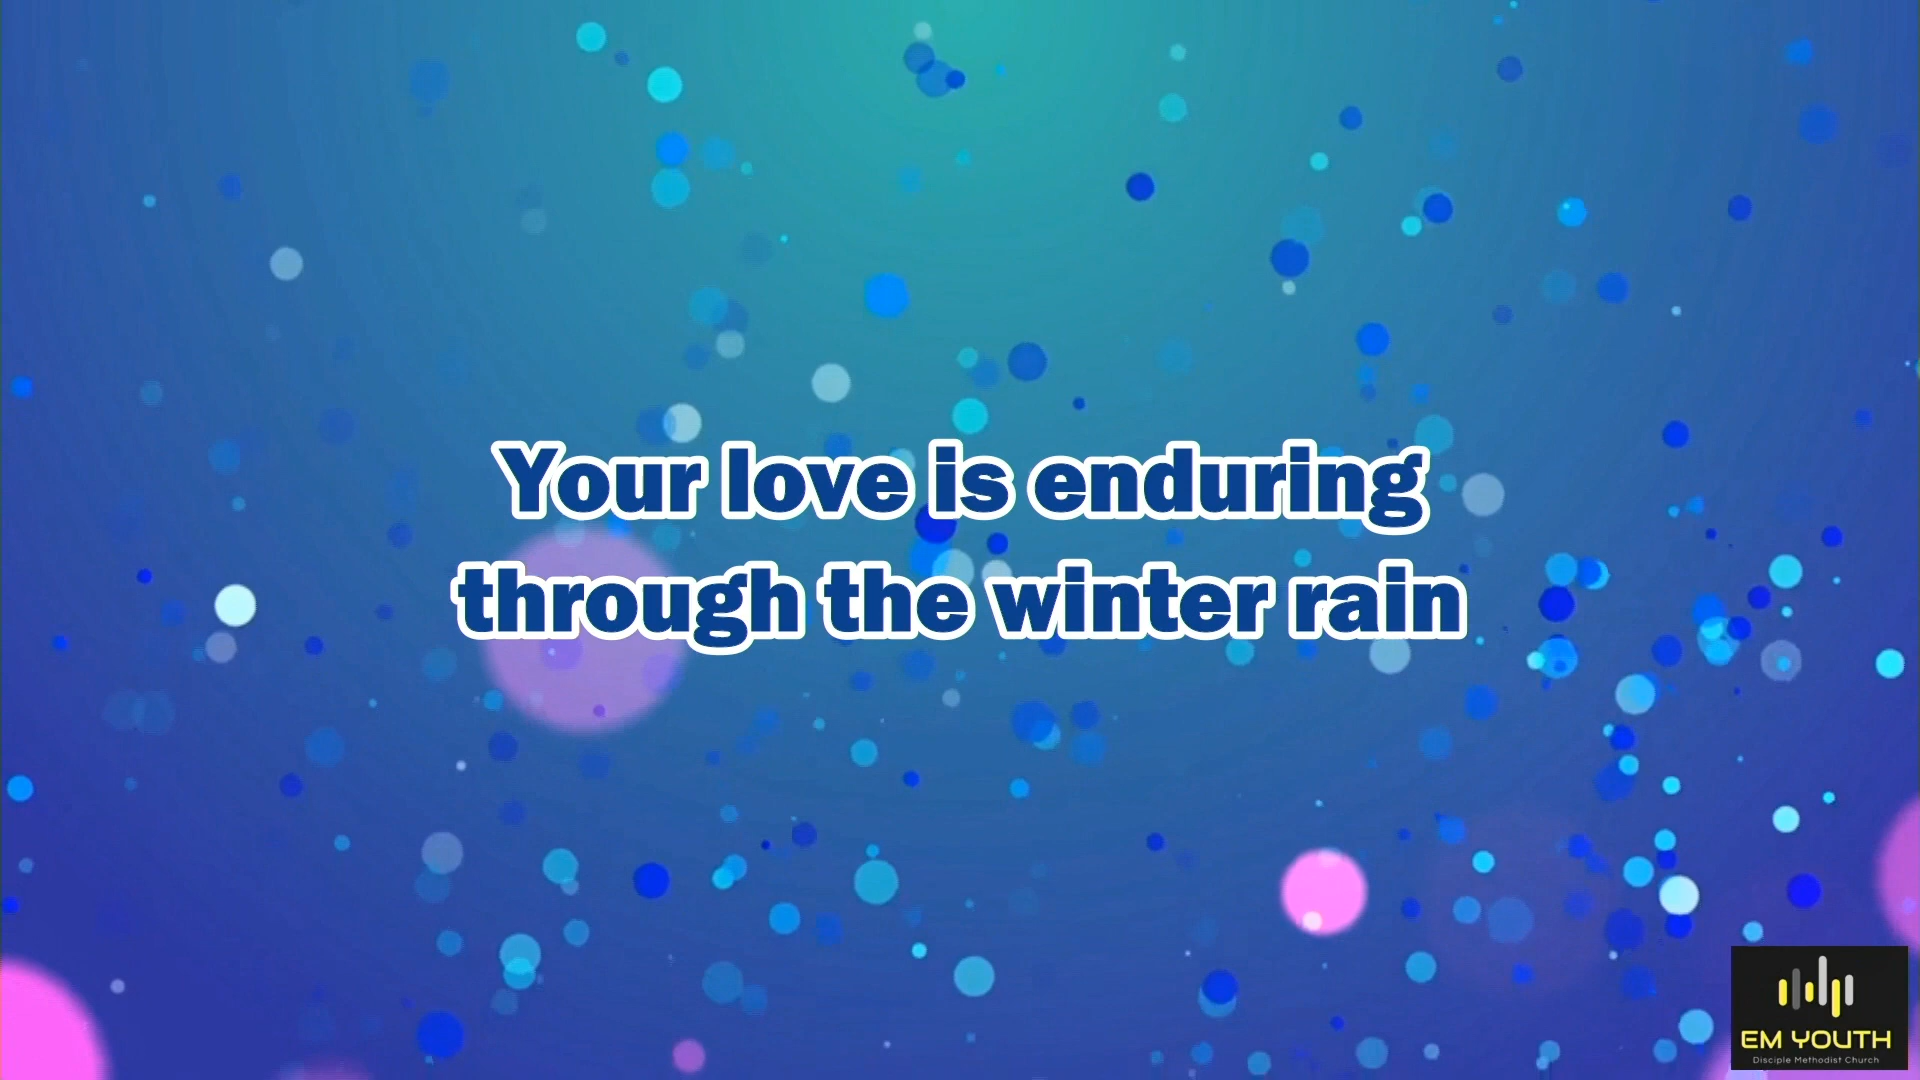 Your love is enduring
through the winter rain
EM YOUTH
Disciple Methodist Church